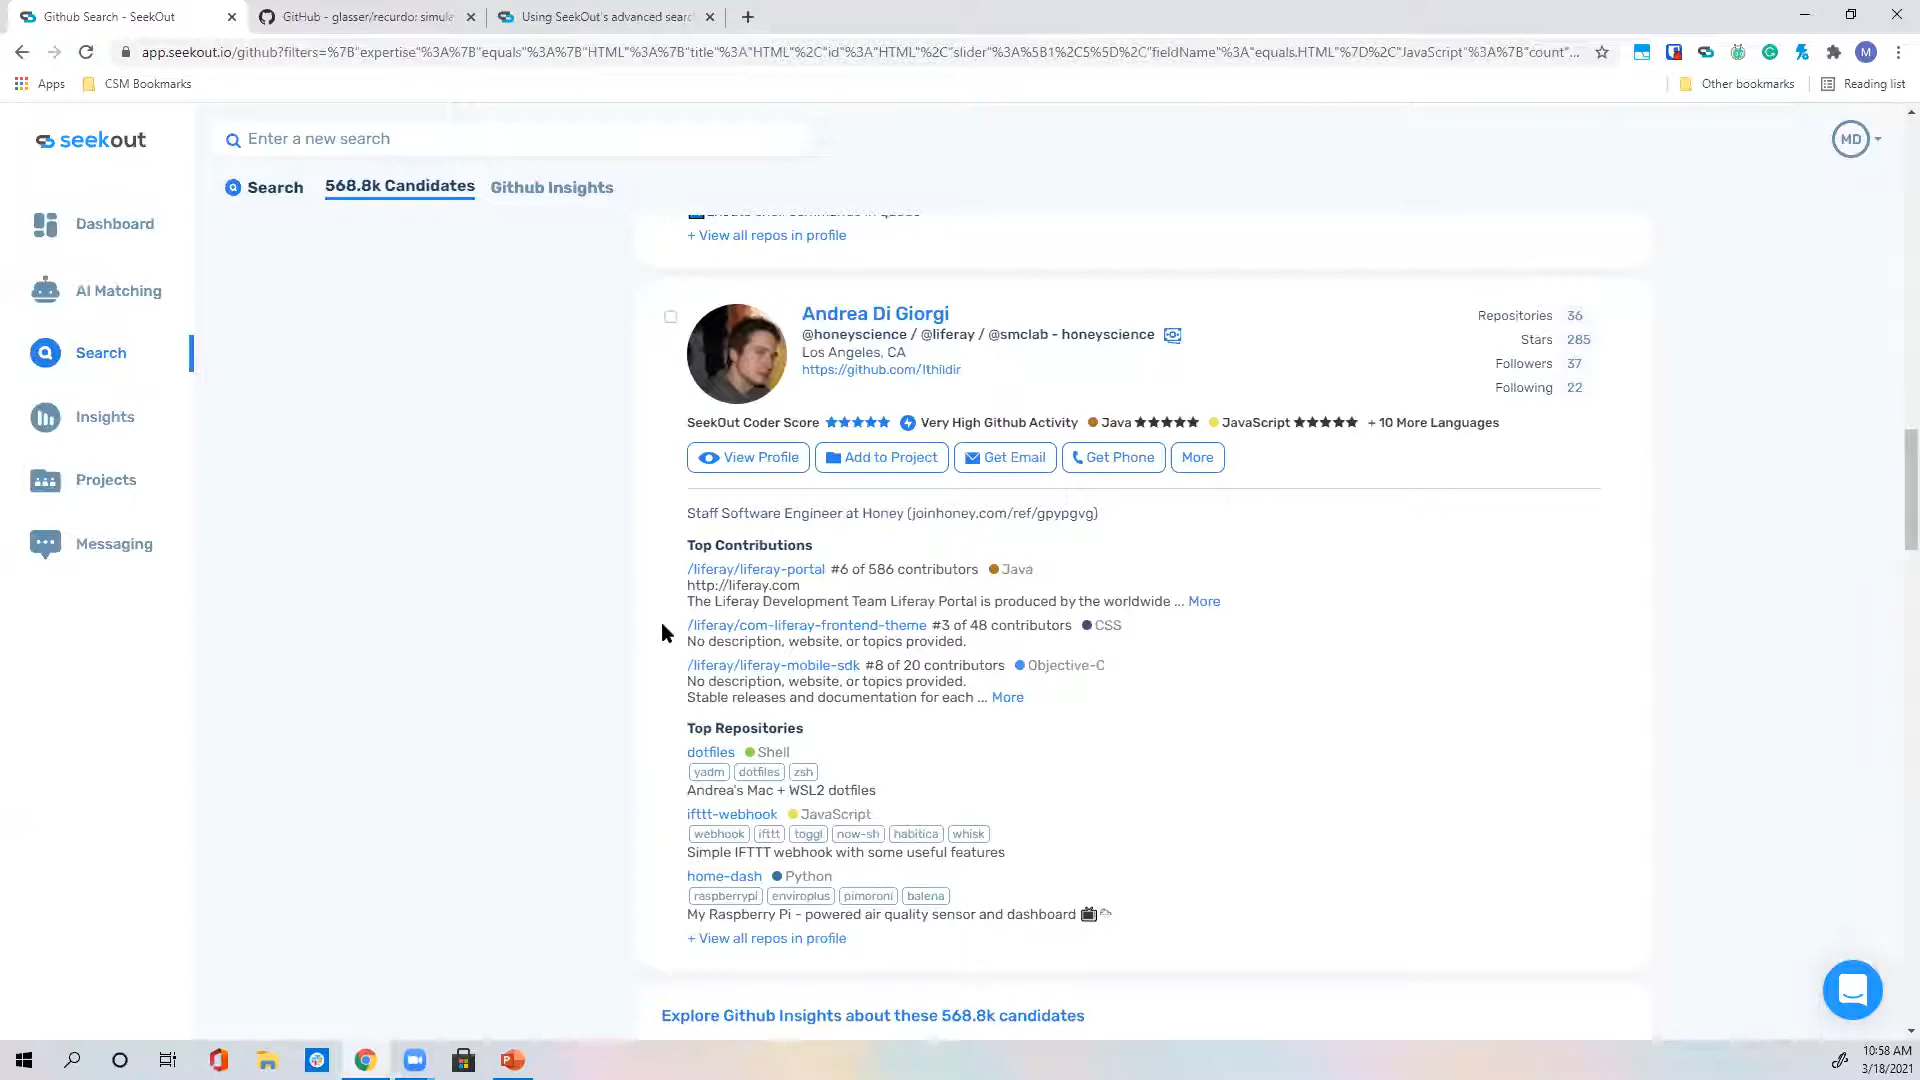 Github Search - SeekOut
GitHub - glasser/recurdo: simula
Using SeekOut's advanced searc
app.seekout.io/github?filters=%7B"expertise"%3A%7B"equals"%3A%7B"HTML"%3A%7B"title"%3A"HTML"%2C"id"%3A"HTML"%2C"slider"%3A%5B1%2C5%5D%2C"fieldName"%3A"equals.HTML"%7D%2C"JavaScript"%3A%7B"count"...
M
Apps
CSM Bookmarks
Other bookmarks
Reading list
seekout
Enter a new search
MD
Search
568.8k Candidates
Github Insights
Dashboard
AI Matching
Search
Insights
Projects
Messaging
+ View all repos in profile
Andrea Di Giorgi
@honeyscience / @liferay / @smclab - honeyscience
Los Angeles, CA
https://github.com/Ithildir
Repositories 36
Stars 285
Followers 37
Following 22
SeekOut Coder Score
Very High Github Activity
Java
JavaScript
+ 10 More Languages
View Profile
Add to Project
Get Email
Get Phone
More
Staff Software Engineer at Honey (joinhoney.com/ref/gpypgvg)
Top Contributions
/liferay/liferay-portal #6 of 586 contributors Java
http://liferay.com
The Liferay Development Team Liferay Portal is produced by the worldwide ... More
/liferay/com-liferay-frontend-theme #3 of 48 contributors CSS
No description, website, or topics provided.
/liferay/liferay-mobile-sdk #8 of 20 contributors Objective-C
No description, website, or topics provided.
Stable releases and documentation for each ... More
Top Repositories
dotfiles Shell
yadm dotfiles zsh
Andrea's Mac + WSL2 dotfiles
ifttt-webhook JavaScript
webhook ifttt toggl now-sh habitica whisk
Simple IFTTT webhook with some useful features
home-dash Python
raspberrypi enviroplus pimoroni balena
My Raspberry Pi - powered air quality sensor and dashboard
+ View all repos in profile
Explore Github Insights about these 568.8k candidates
10:58 AM
3/18/2021